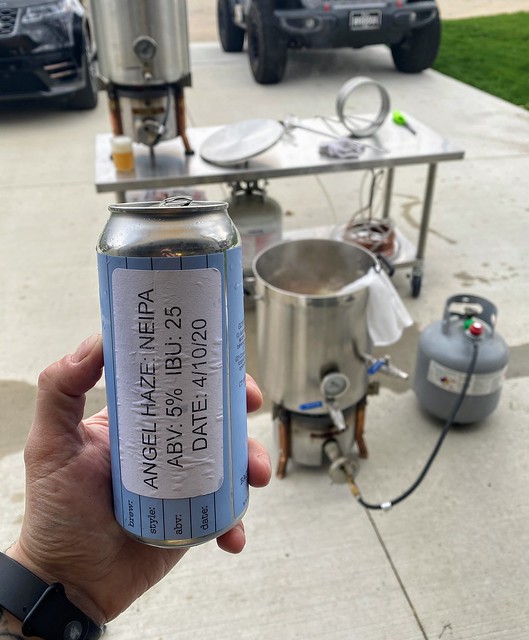 ANGEL HAZE: NEIPA
ABV: 5% IBU: 25
DATE: 4/10/20
brew:
style:
abv:
date: